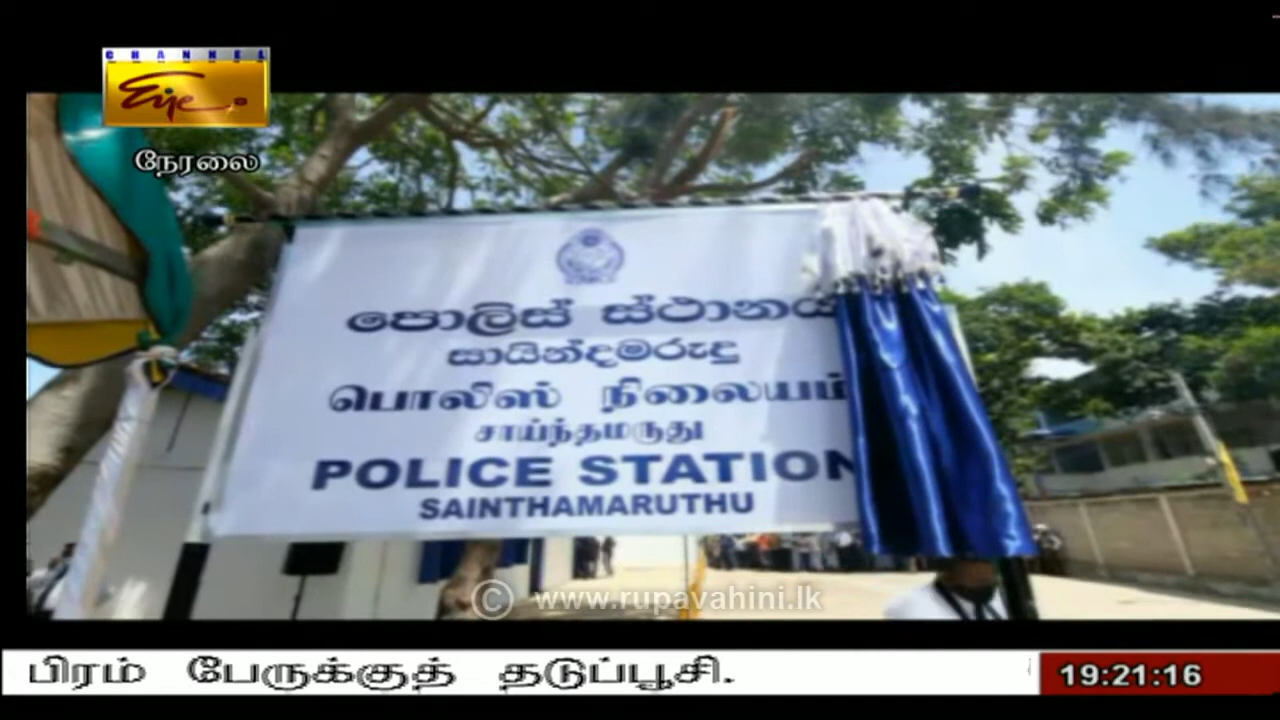 CHANNEL
Eye
நேரலை
පොලිස් ස්ථානය
සායින්දමරුදු
பொலிஸ் நிலையம்
சாய்ந்தமருது
POLICE STATION
SAINTHAMARUTHU
© www.rupavahini.lk
பிரம் பேருக்குத் தடுப்பூசி.
19:21:16